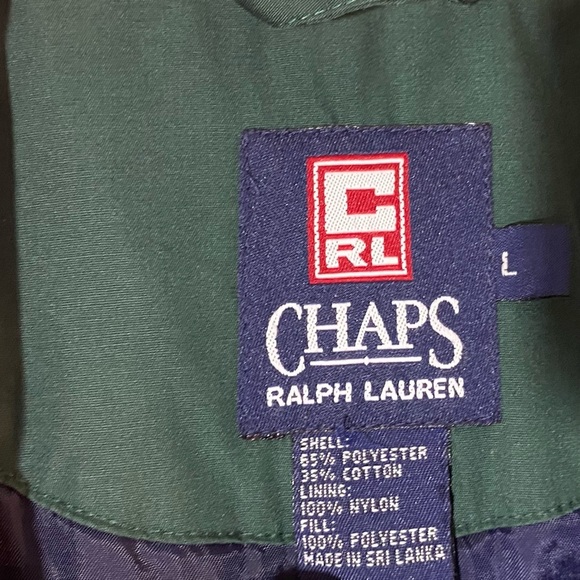 C
RL
CHAPS
RALPH LAUREN
L
SHELL:
65% POLYESTER
35% COTTON
LINING:
100% NYLON
FILL:
100% POLYESTER
MADE IN SRI LANKA